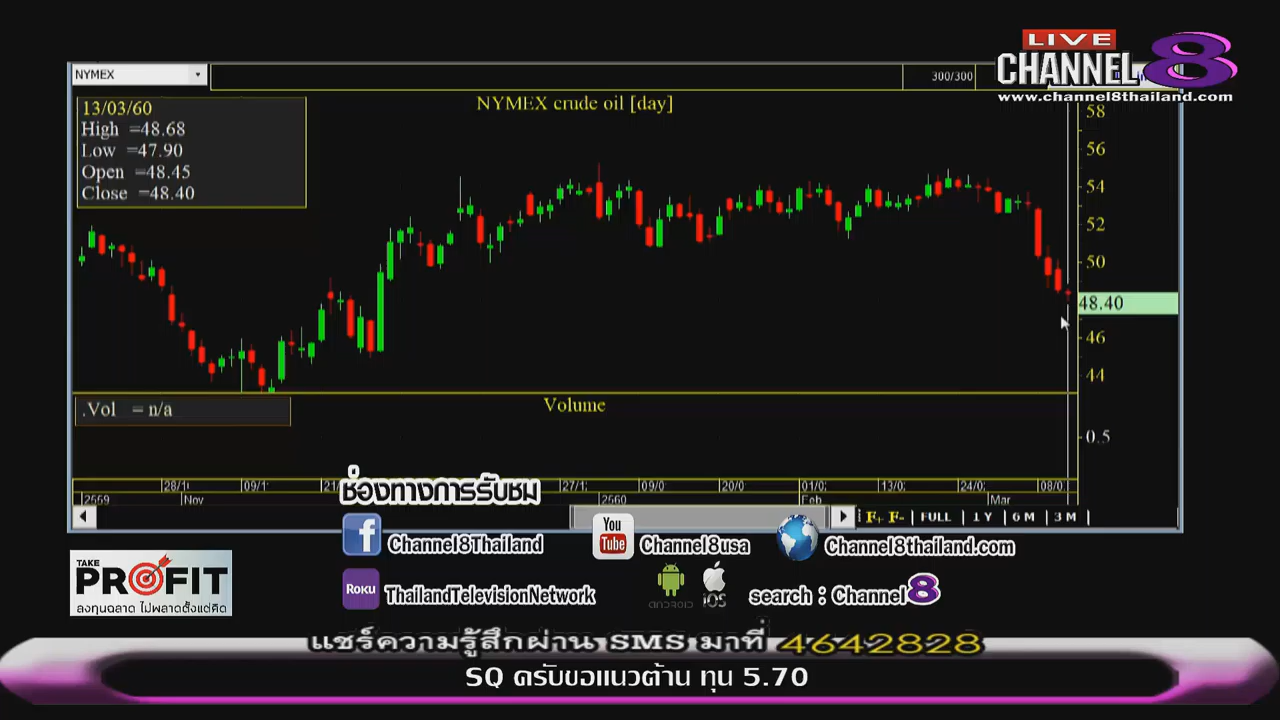 LIVE
CHANNEL 8
www.channel8thailand.com
NYMEX
300/300
NYMEX crude oil [day]
13/03/60
High =48.68
Low =47.90
Open =48.45
Close =48.40
58
56
54
52
50
48.40
46
44
.Vol = n/a
Volume
0.5
28/1
09/1
27/1
09/0
20/0
01/0
13/0
24/0
08/0
2559
Nov
2560
Feb
Mar
F+ F- FULL 1 Y 6 M 3 M
ช่องทางการรับชม
f Channel8Thailand
You Tube Channel8usa
Channel8thailand.com
Roku ThailandTelevisionNetwork
iOS
search : Channel 8
TAKE PROFIT
ลงทุนฉลาด ไม่พลาดตั้งแต่คิด
แชร์ความรู้สึกผ่าน SMS มาที่ 4642828
SQ ครับขอแนวต้าน ทุน 5.70